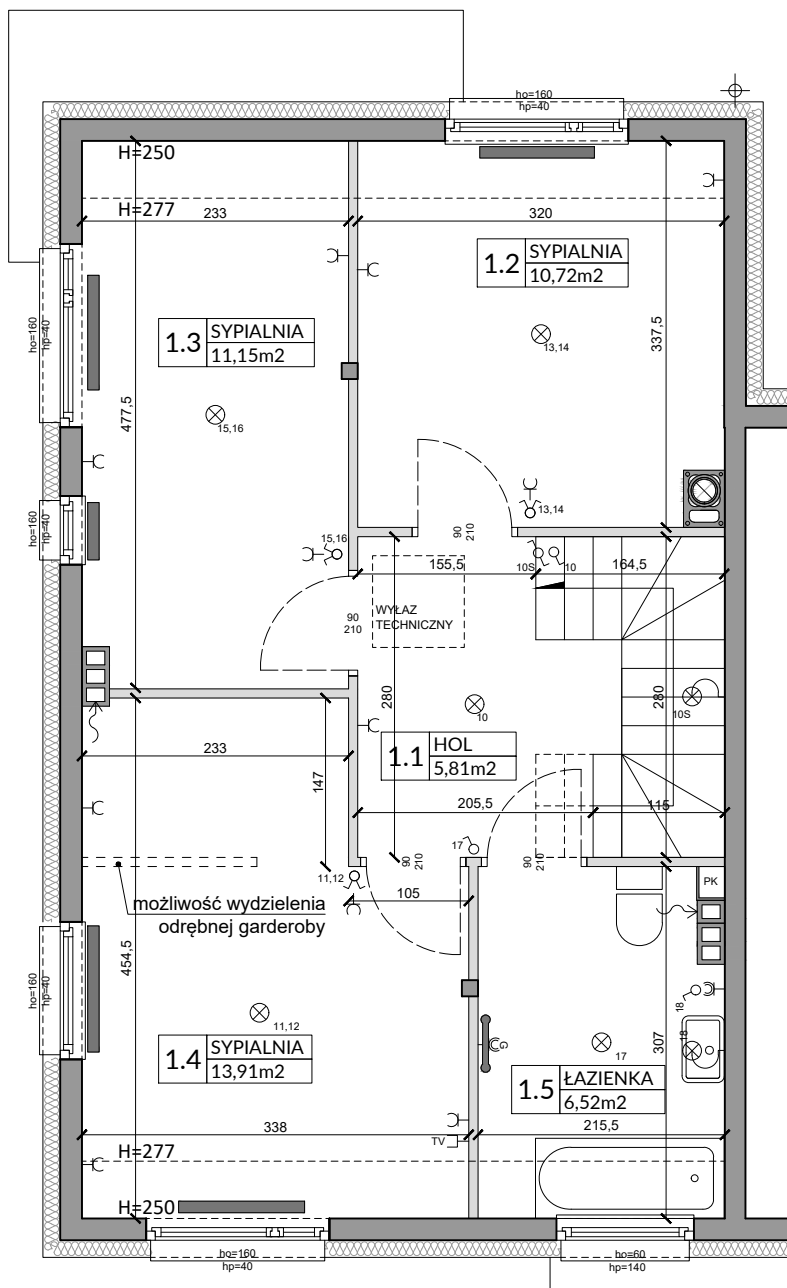 ho=160
hp=40
H=250
H=277
233
320
1.2 SYPIALNIA
10,72m2
337,5
13,14
1.3 SYPIALNIA
11,15m2
ho=160
hp=40
477,5
15,16
13,14
15,16
90
210
10S
10
155,5
164,5
ho=160
hp=40
WYŁAZ
TECHNICZNY
90
210
280
280
10
10S
1.1 HOL
5,81m2
233
147
205,5
115
17
90
210
90
210
11,12
PK
możliwość wydzielenia
odrębnej garderoby
105
454,5
ho=160
hp=40
11,12
18
18
G
17
307
1.4 SYPIALNIA
13,91m2
1.5 ŁAZIENKA
6,52m2
338
TV
215,5
H=277
H=250
ho=160
hp=40
ho=60
hp=140